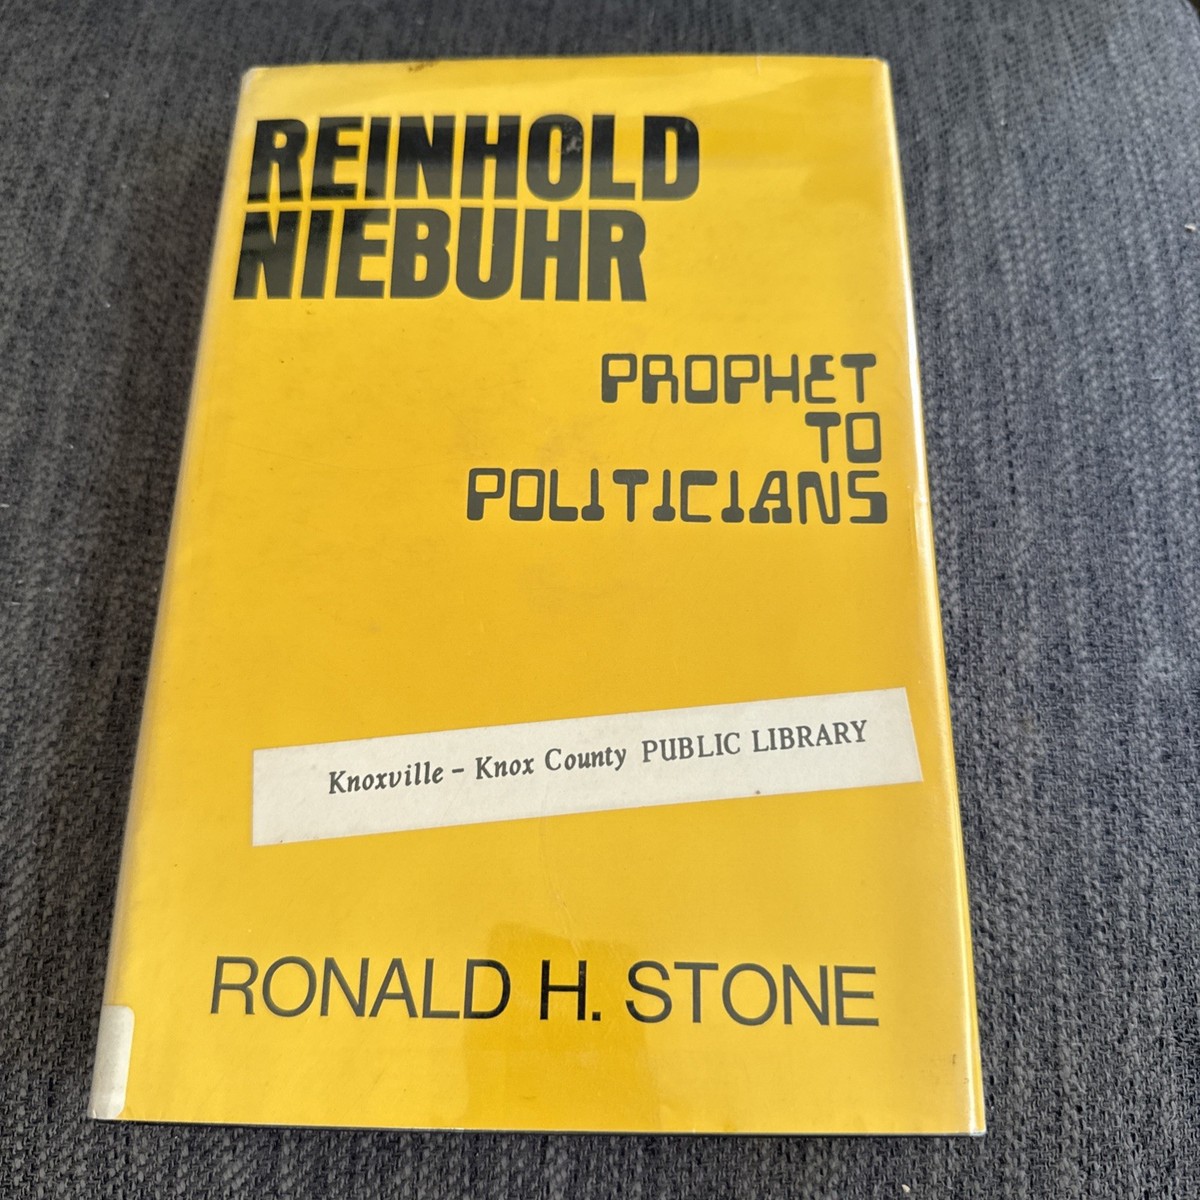 REINHOLD
NIEBUHR
PROPHET
TO
POLITICIANS
Knoxville - Knox County PUBLIC LIBRARY
RONALD H. STONE